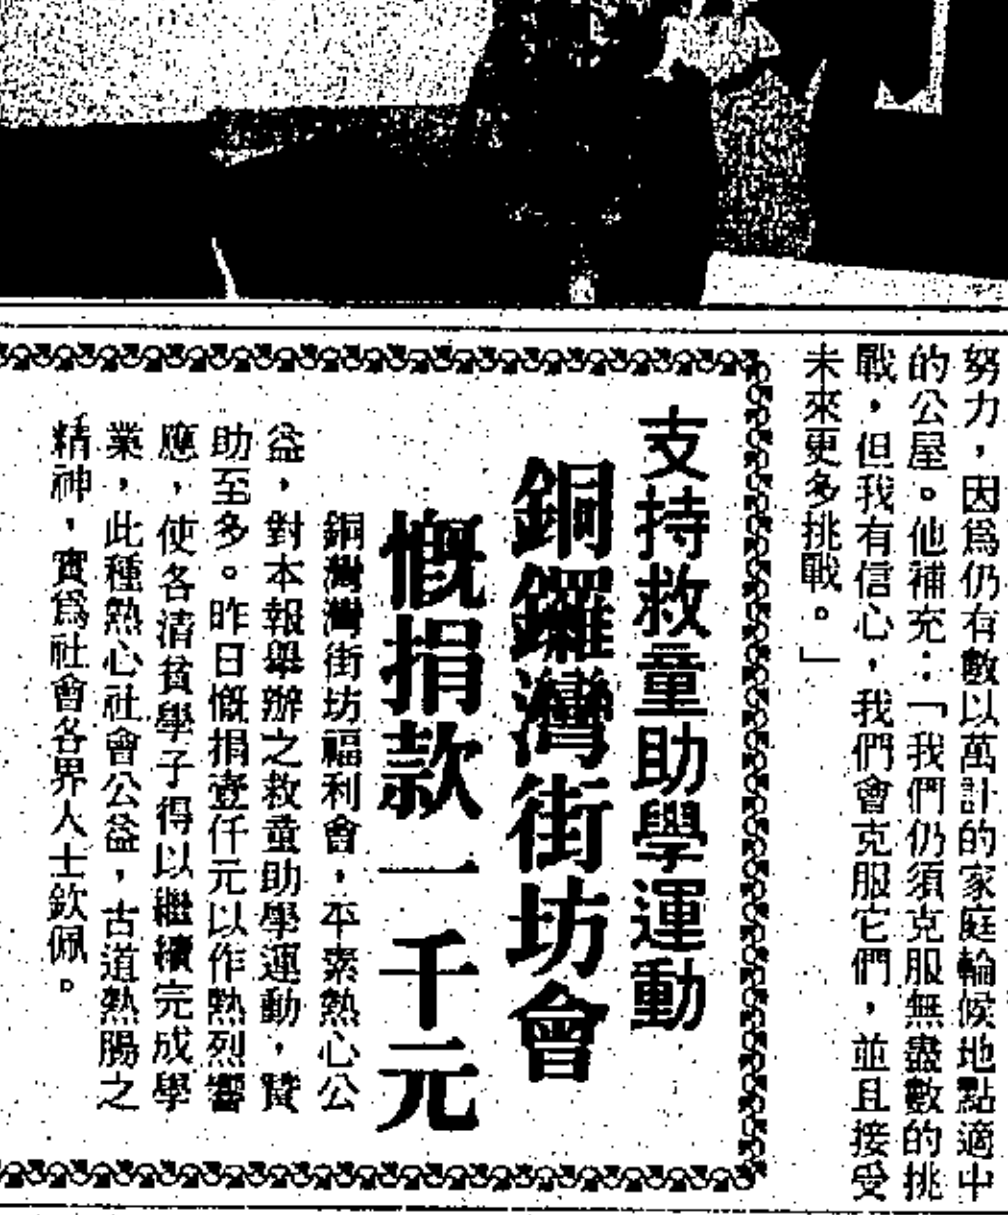 努力，因爲仍有數以萬計的家庭輪候地點適中
的公屋。他補充：「我們仍須克服無盡數的挑
戰，但我有信心，我們會克服它們，並且接受
未來更多挑戰。」
支持救童助學運動
銅鑼灣街坊會
慨捐款一千元
銅灣灣街坊福利會，平素熱心公
益，對本報舉辦之救童助學運動，贊
助至多。昨日慨捐壹仟元以作熱烈響
應，使各清貧學子得以繼續完成學
業，此種熱心社會公益，古道熱腸之
精神，實爲社會各界人士欽佩。